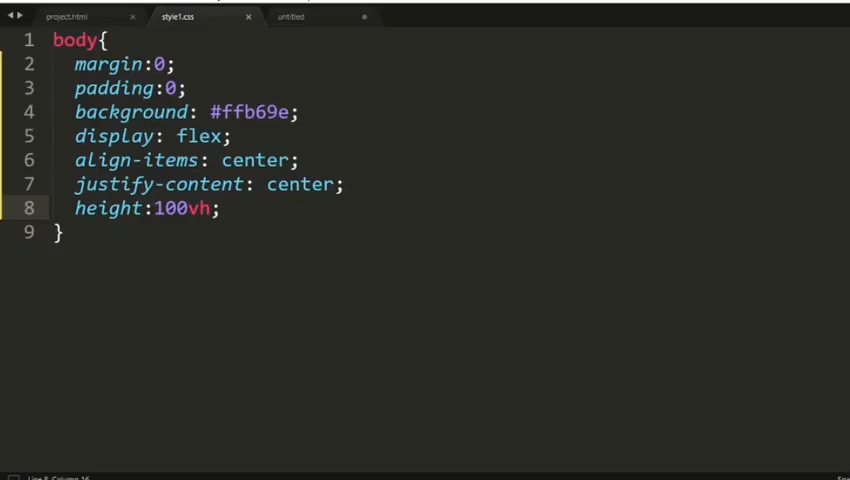 project.html × style1.css × untitled
1 body{
2 margin:0;
3 padding:0;
4 background: #ffb69e;
5 display: flex;
6 align-items: center;
7 justify-content: center;
8 height:100vh;
9 }